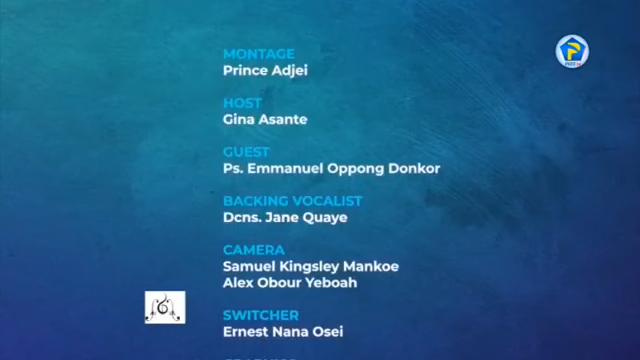 MONTAGE
Prince Adjei
HOST
Gina Asante
GUEST
Ps. Emmanuel Oppong Donkor
BACKING VOCALIST
Dcns. Jane Quaye
CAMERA
Samuel Kingsley Mankoe
Alex Obour Yeboah
SWITCHER
Ernest Nana Osei